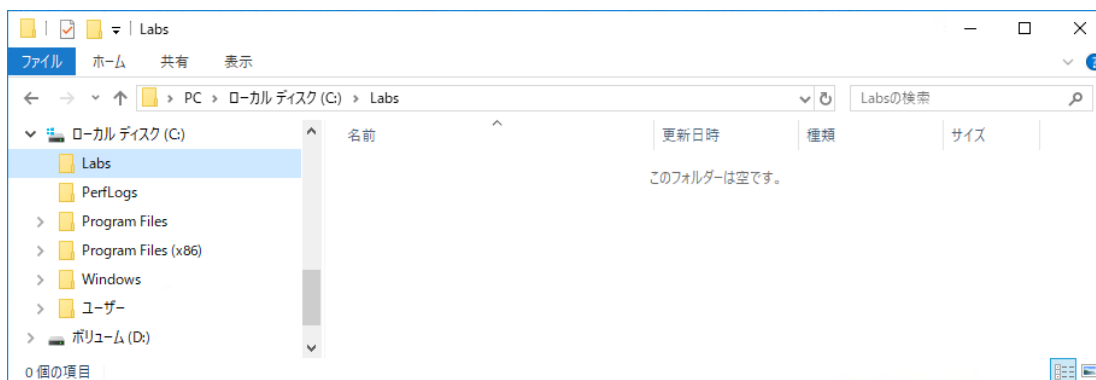 Labs
ファイル ホーム 共有 表示
PC > ローカル ディスク (C:) > Labs
Labsの検索
ローカル ディスク (C:)
Labs
PerfLogs
Program Files
Program Files (x86)
Windows
ユーザー
ボリューム (D:)
名前 更新日時 種類 サイズ
このフォルダーは空です。
0 個の項目